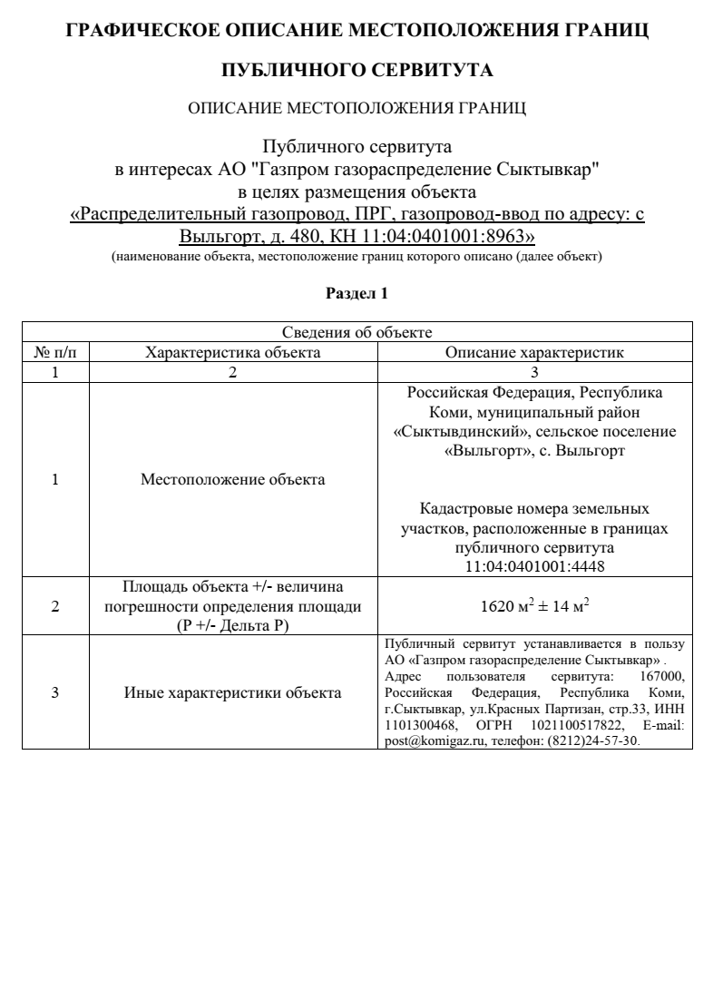 ГРАФИЧЕСКОЕ ОПИСАНИЕ МЕСТОПОЛОЖЕНИЯ ГРАНИЦ
ПУБЛИЧНОГО СЕРВИТУТА
ОПИСАНИЕ МЕСТОПОЛОЖЕНИЯ ГРАНИЦ
Публичного сервитута
в интересах АО "Газпром газораспределение Сыктывкар"
в целях размещения объекта
«Распределительный газопровод, ПРГ, газопровод-ввод по адресу: с
Выльгорт, д. 480, КН 11:04:0401001:8963»
(наименование объекта, местоположение границ которого описано (далее объект)
Раздел 1
Сведения об объекте
№ п/п Характеристика объекта Описание характеристик
1 2 3
1 Местоположение объекта
Российская Федерация, Республика
Коми, муниципальный район
«Сыктывдинский», сельское поселение
«Выльгорт», с. Выльгорт
Кадастровые номера земельных
участков, расположенные в границах
публичного сервитута
11:04:0401001:4448
2
Площадь объекта +/- величина
погрешности определения площади
(Р +/- Дельта Р)
1620 м² ± 14 м²
3 Иные характеристики объекта
Публичный сервитут устанавливается в пользу
АО «Газпром газораспределение Сыктывкар» .
Адрес пользователя сервитута: 167000,
Российская Федерация, Республика Коми,
г.Сыктывкар, ул.Красных Партизан, стр.33, ИНН
1101300468, ОГРН 1021100517822, E-mail:
post@komigaz.ru, телефон: (8212)24-57-30.